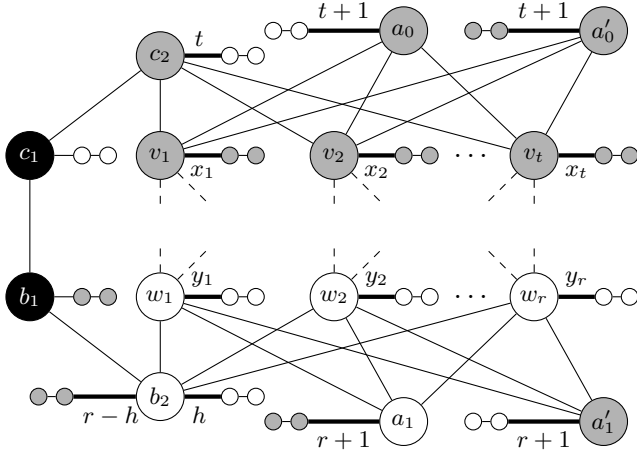 t + 1 a₀ t + 1 a′₀
c₂ t
c₁ v₁ v₂ ⋯ vₜ
x₁ x₂ xₜ
y₁ y₂ yᵣ
b₁ w₁ w₂ ⋯ wᵣ
b₂
r − h h a₁ a′₁
r + 1 r + 1